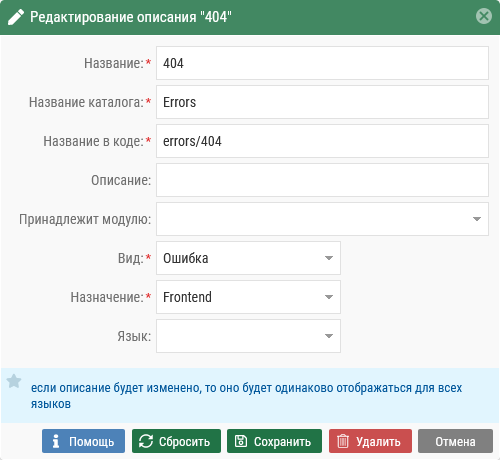 Редактирование описания "404"
Название:* 404
Название каталога:* Errors
Название в коде:* errors/404
Описание:
Принадлежит модулю:
Вид:* Ошибка
Назначение:* Frontend
Язык:
если описание будет изменено, то оно будет одинаково отображаться для всех
языков
Помощь Сбросить Сохранить Удалить Отмена